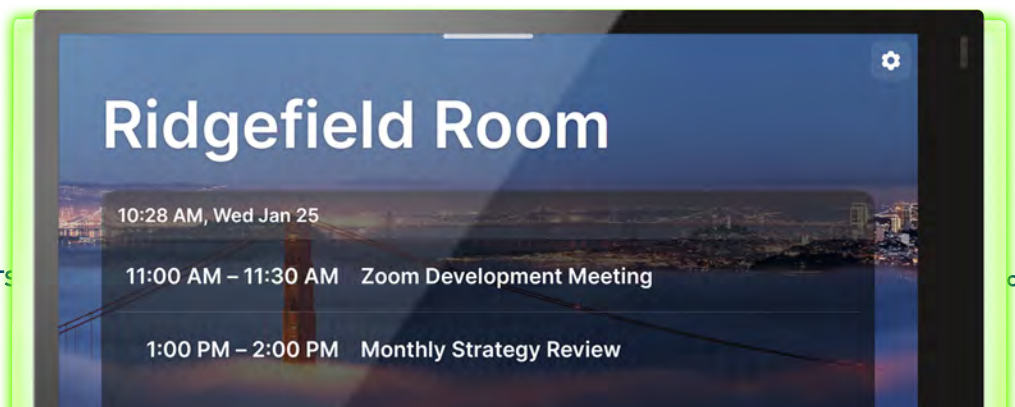 Ridgefield Room
10:28 AM, Wed Jan 25
11:00 AM – 11:30 AM Zoom Development Meeting
1:00 PM – 2:00 PM Monthly Strategy Review